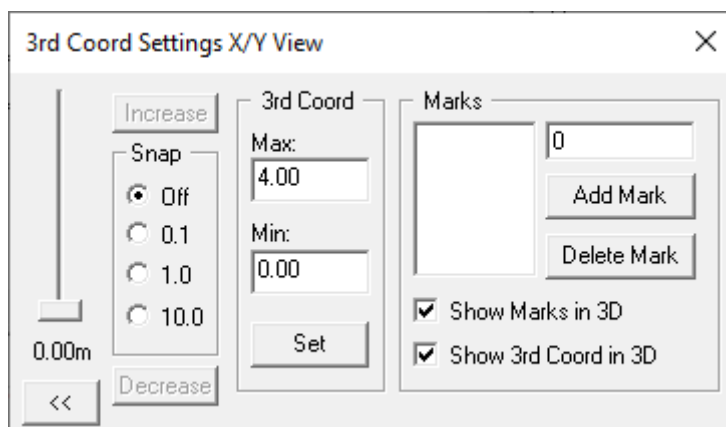 3rd Coord Settings X/Y View
Increase
Snap
Off
0.1
1.0
10.0
Decrease
0.00m
<<
3rd Coord
Max:
4.00
Min:
0.00
Set
Marks
0
Add Mark
Delete Mark
Show Marks in 3D
Show 3rd Coord in 3D